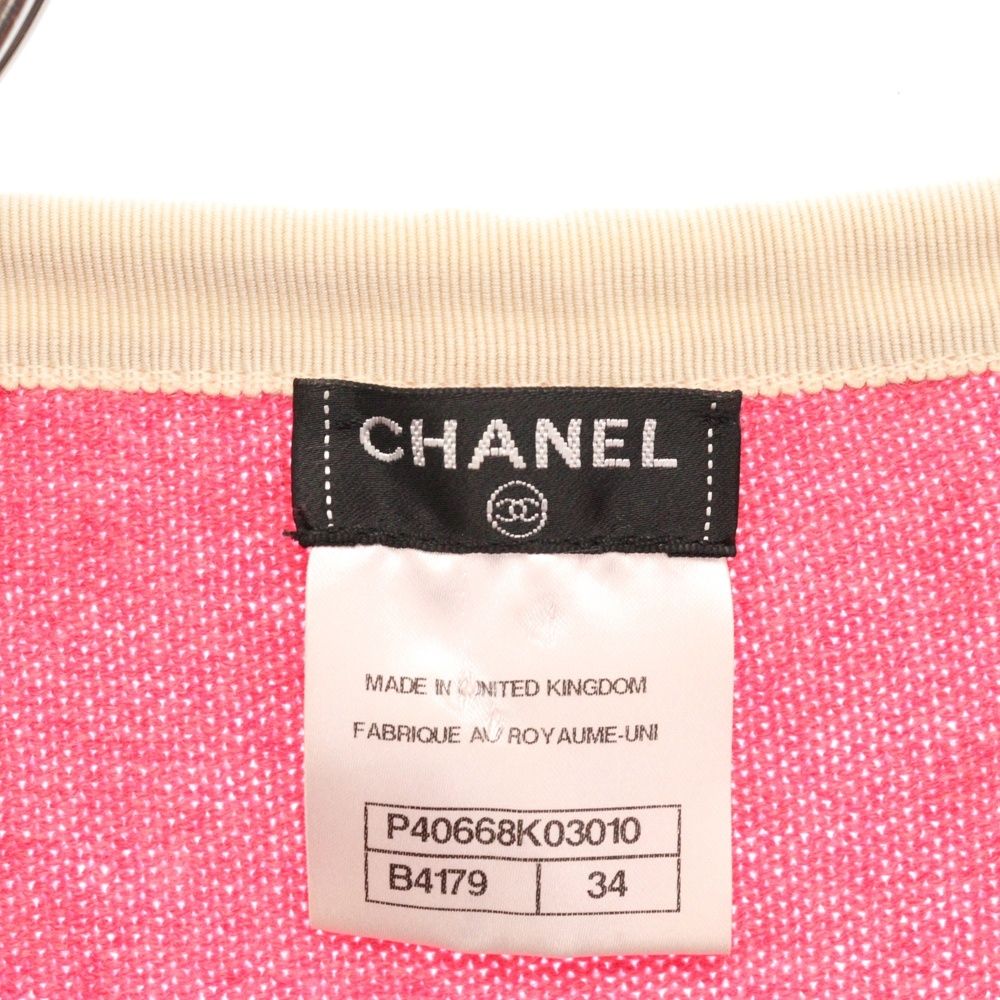 CHANEL
MADE IN UNITED KINGDOM
FABRIQUE AU ROYAUME-UNI
P40668K03010
B4179 34